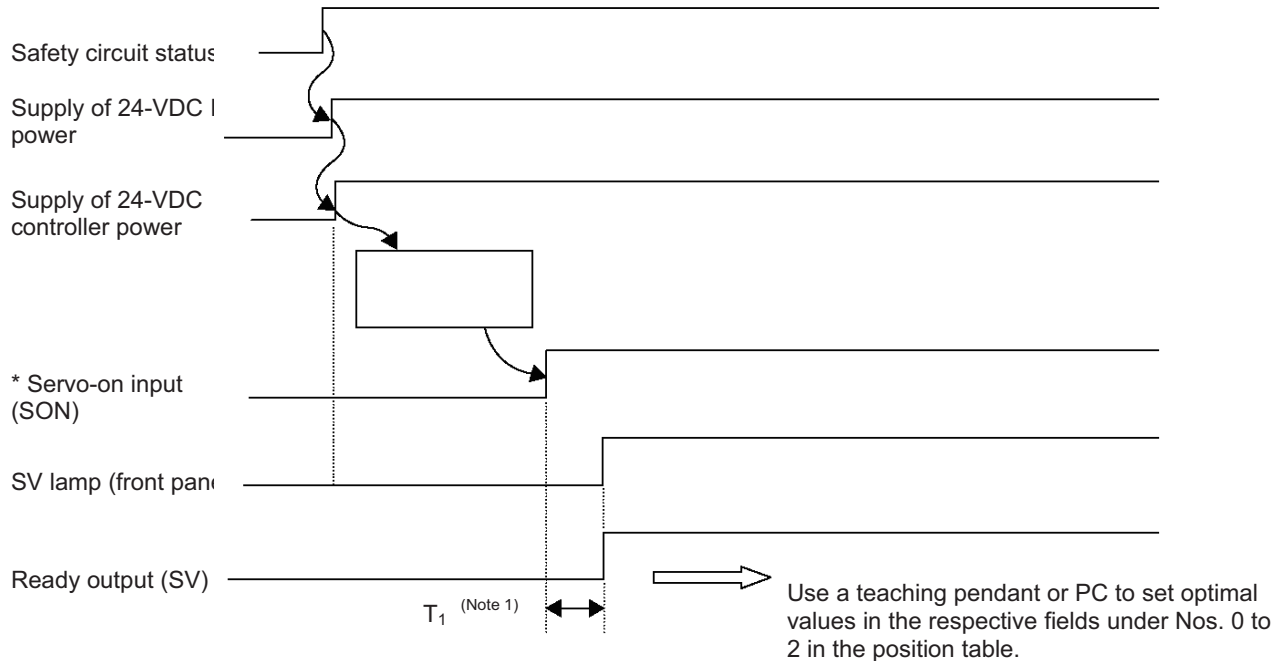 Safety circuit status
Supply of 24-VDC
power
Supply of 24-VDC
controller power
* Servo-on input
(SON)
SV lamp (front
Ready output (SV)
T1 (Note 1)
Use a teaching pendant or PC to set optimal
values in the respective fields under Nos. 0 to
2 in the position table.